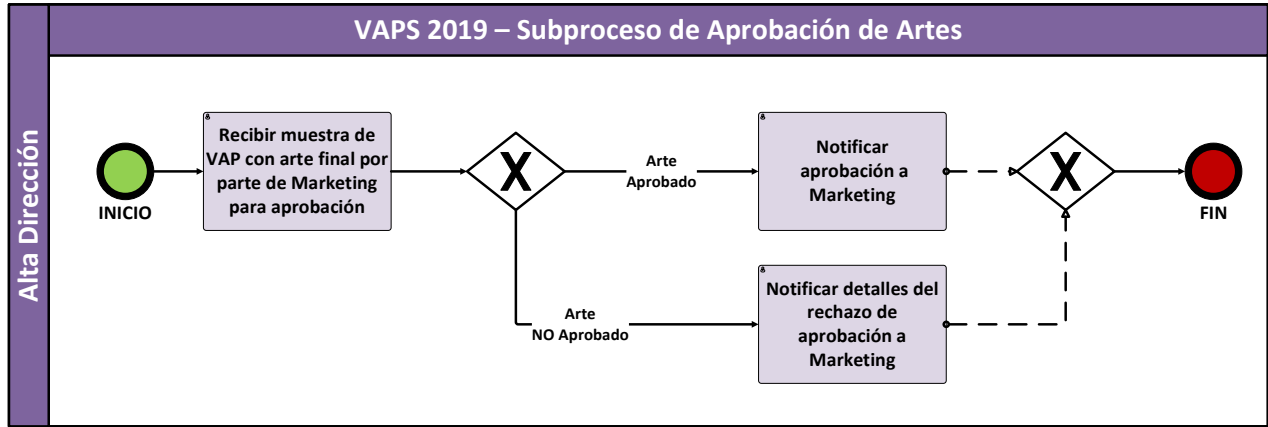 VAPS 2019 – Subproceso de Aprobación de Artes
Alta Dirección
INICIO
Recibir muestra de
VAP con arte final por
parte de Marketing
para aprobación
X
Arte
Aprobado
Notificar
aprobación a
Marketing
X
FIN
Arte
NO Aprobado
Notificar detalles del
rechazo de
aprobación a
Marketing